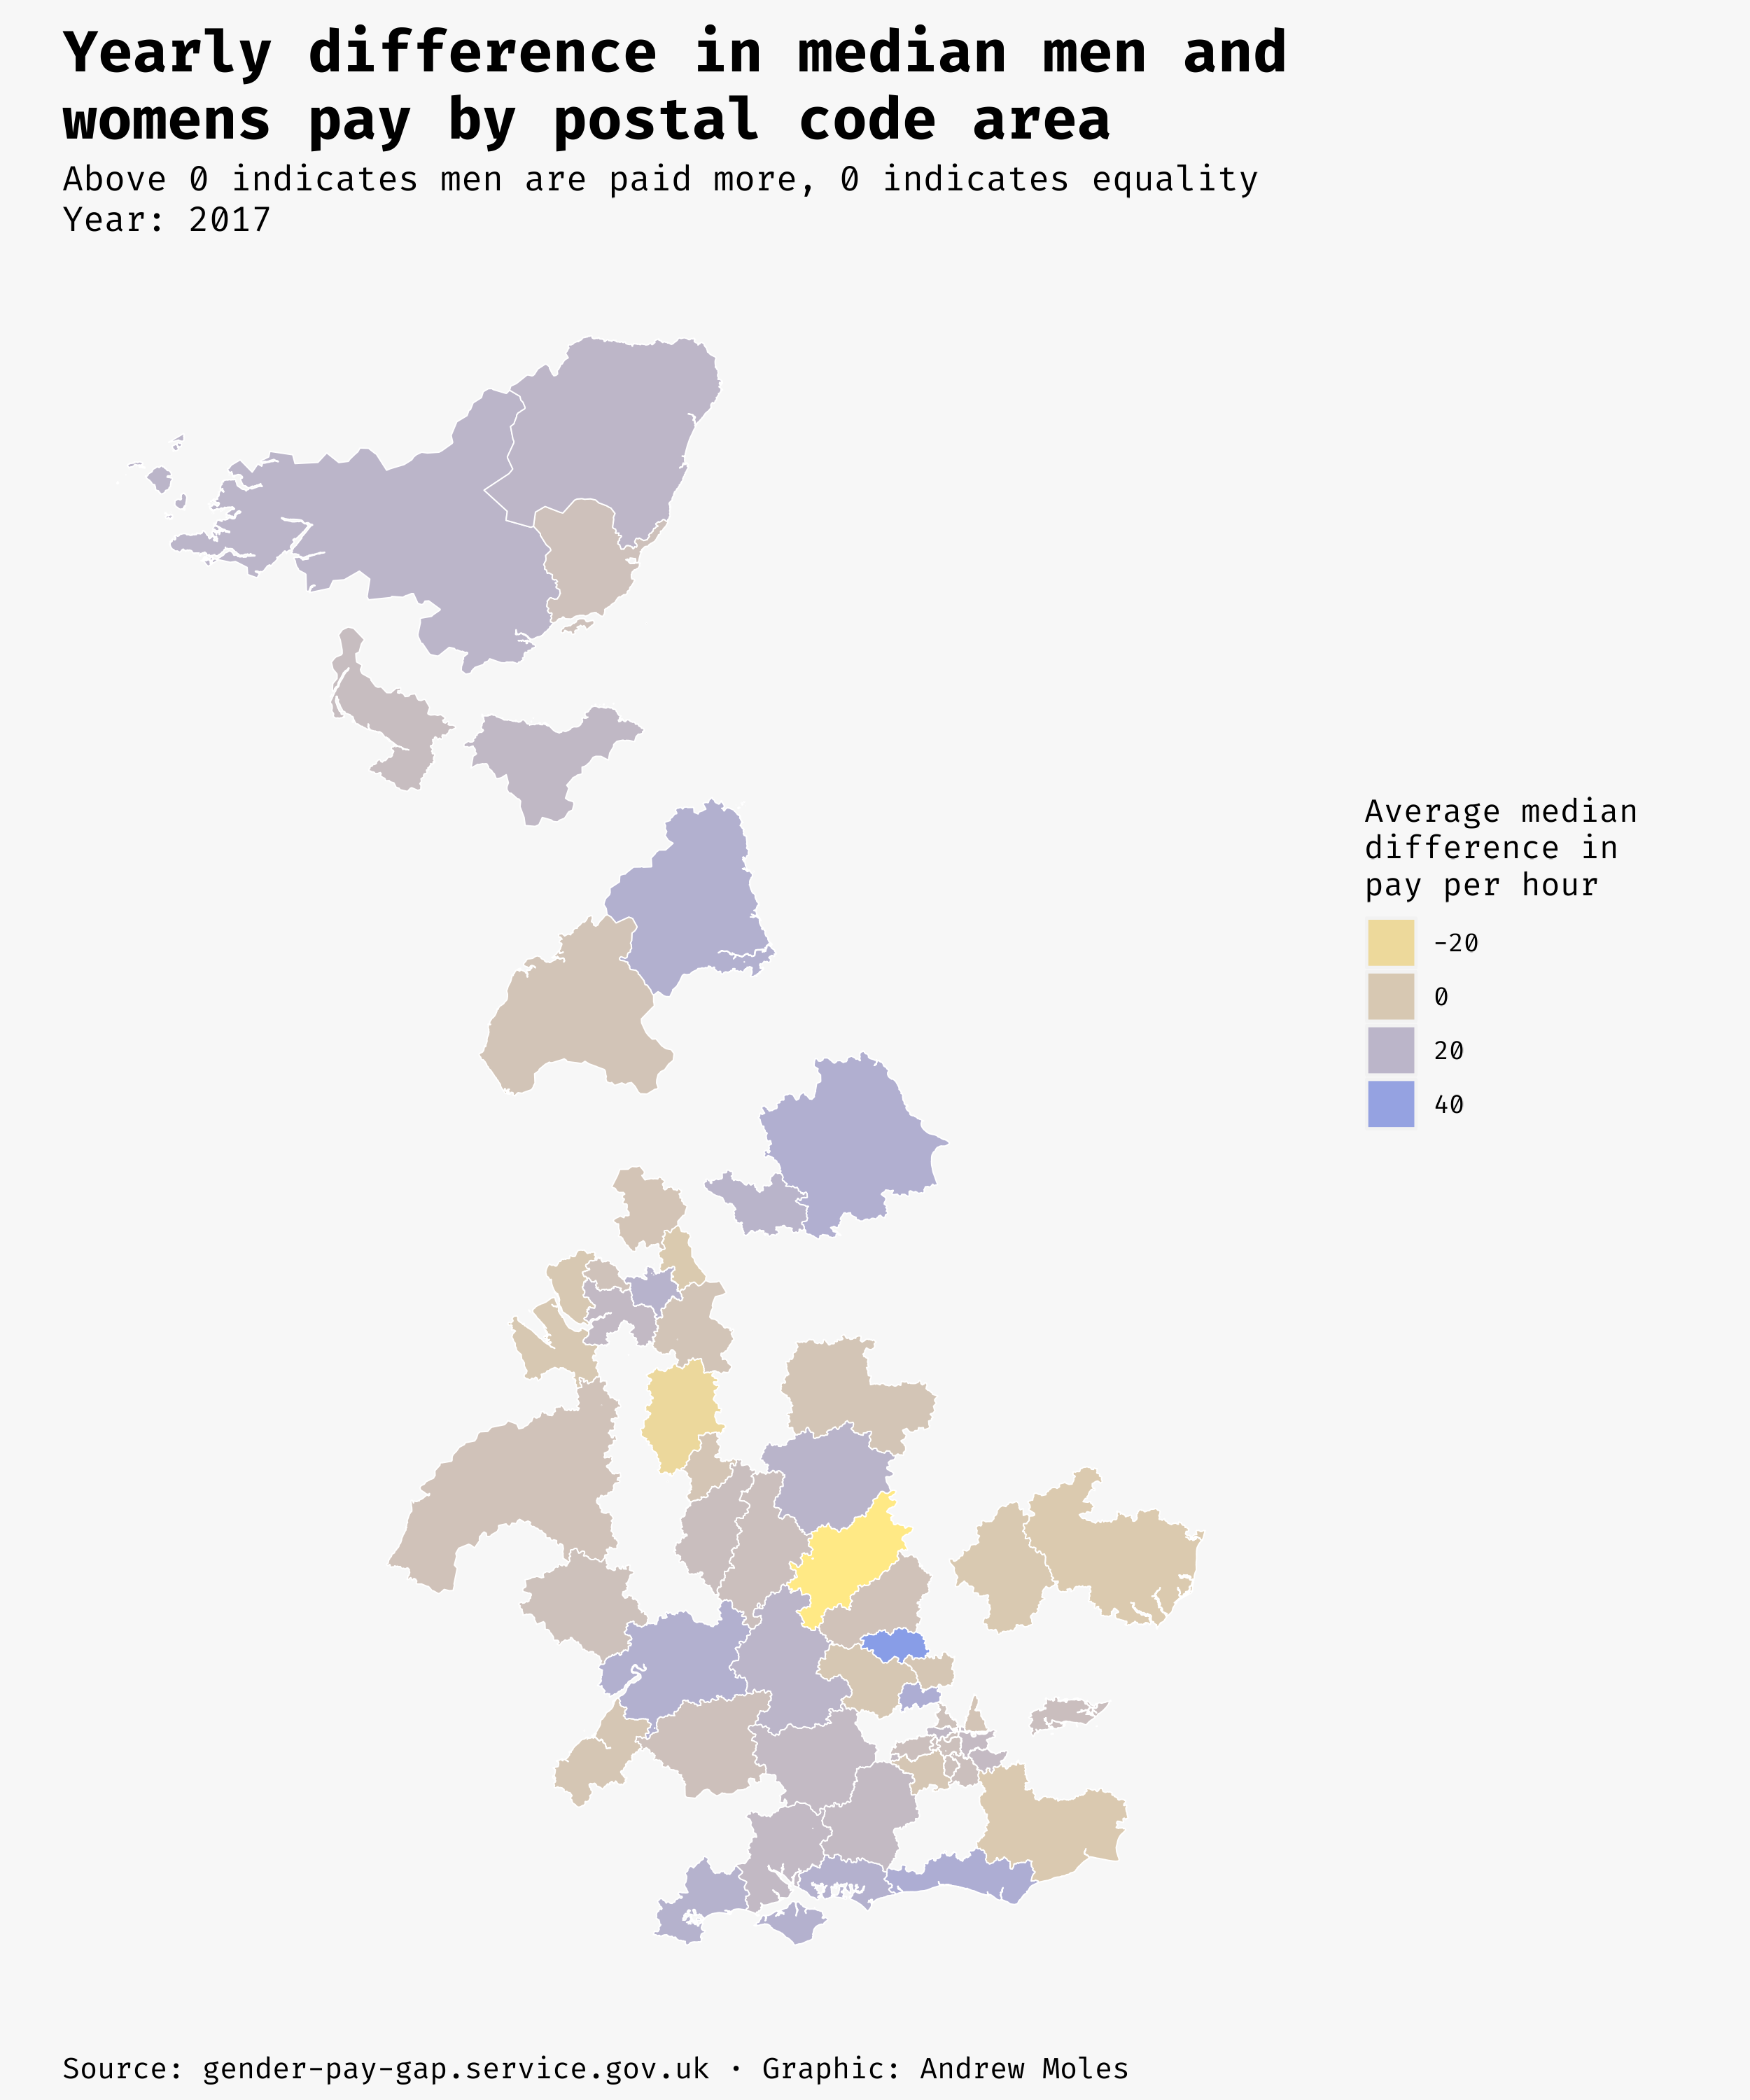 Yearly difference in median men and
womens pay by postal code area
Above 0 indicates men are paid more, 0 indicates equality
Year: 2017
Average median
difference in
pay per hour
-20
0
20
40
Source: gender-pay-gap.service.gov.uk · Graphic: Andrew Moles